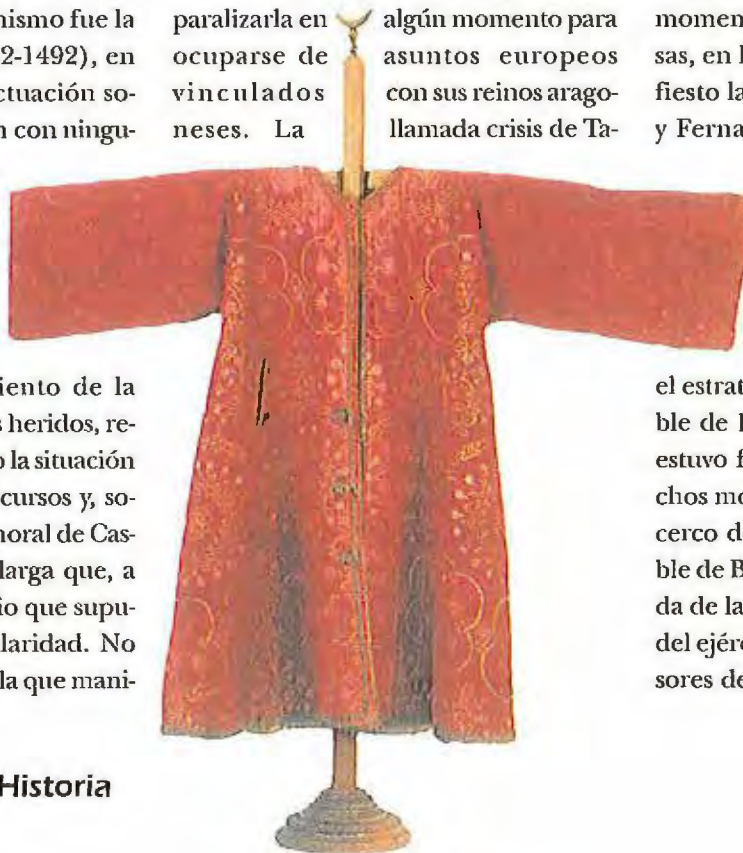 nismo fue la
2-1492), en
ctuación so-
n con ningu-
iento de la
s heridos, re-
o la situación
cursos y, so-
moral de Cas-
larga que, a
io que supu-
laridad. No
la que mani-
paralizarla en algún momento para
ocuparse de asuntos europeos
vinculados con sus reinos arago-
neses. La llamada crisis de Ta-
momen
sas, en
fiesto la
y Ferna
el estrat
ble de
estuvo f
chos mo
cerco d
ble de B
da de la
del ejér
sores de
Historia